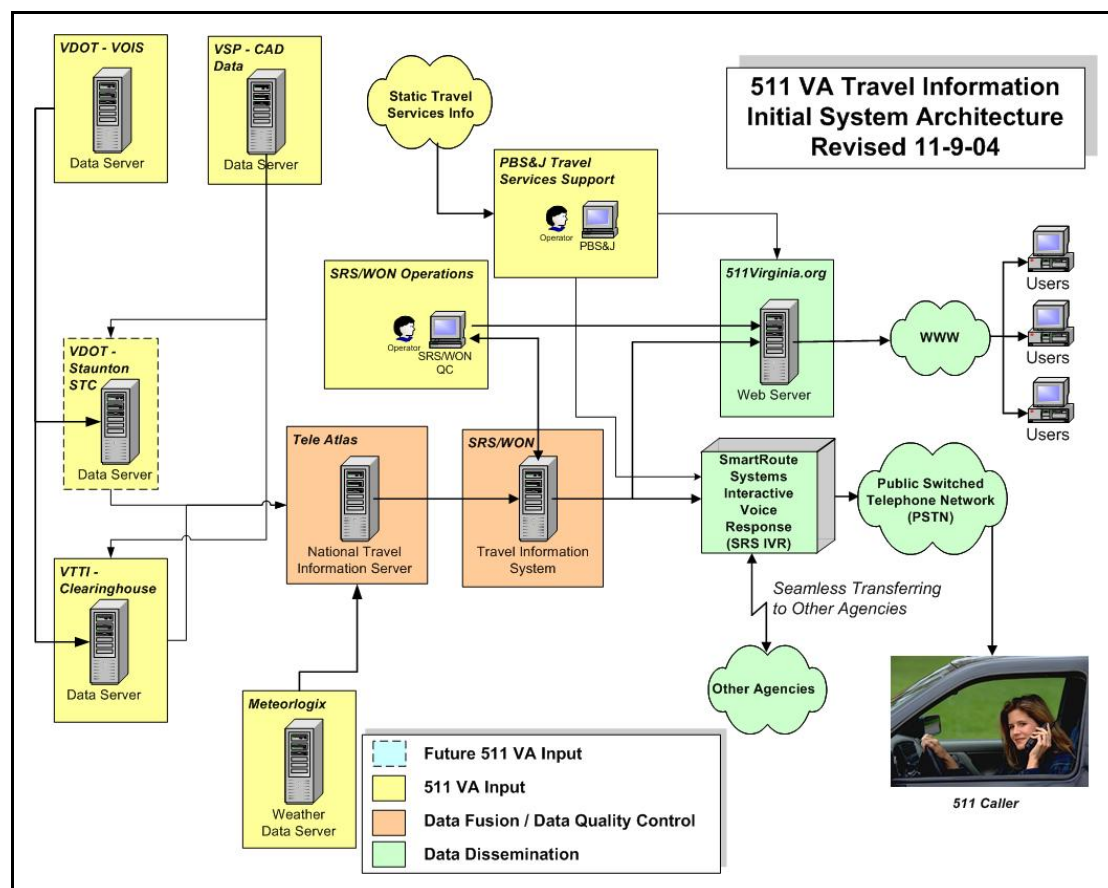 VDOT - VOIS
Data Server
VSP - CAD
Data
Data Server
Static Travel
Services Info
511 VA Travel Information
Initial System Architecture
Revised 11-9-04
PBS&J Travel
Services Support
Operator
PBS&J
SRS/WON Operations
Operator
SRS/WON
QC
511Virginia.org
Web Server
WWW
Users
Users
Users
VDOT -
Staunton
STC
Data Server
Tele Atlas
National Travel
Information Server
SRS/WON
Travel Information
System
SmartRoute
Systems
Interactive
Voice
Response
(SRS IVR)
Public Switched
Telephone Network
(PSTN)
VTTI -
Clearinghouse
Data Server
Seamless Transferring
to Other Agencies
Other Agencies
Meteorlogix
Weather
Data Server
Future 511 VA Input
511 VA Input
Data Fusion / Data Quality Control
Data Dissemination
511 Caller